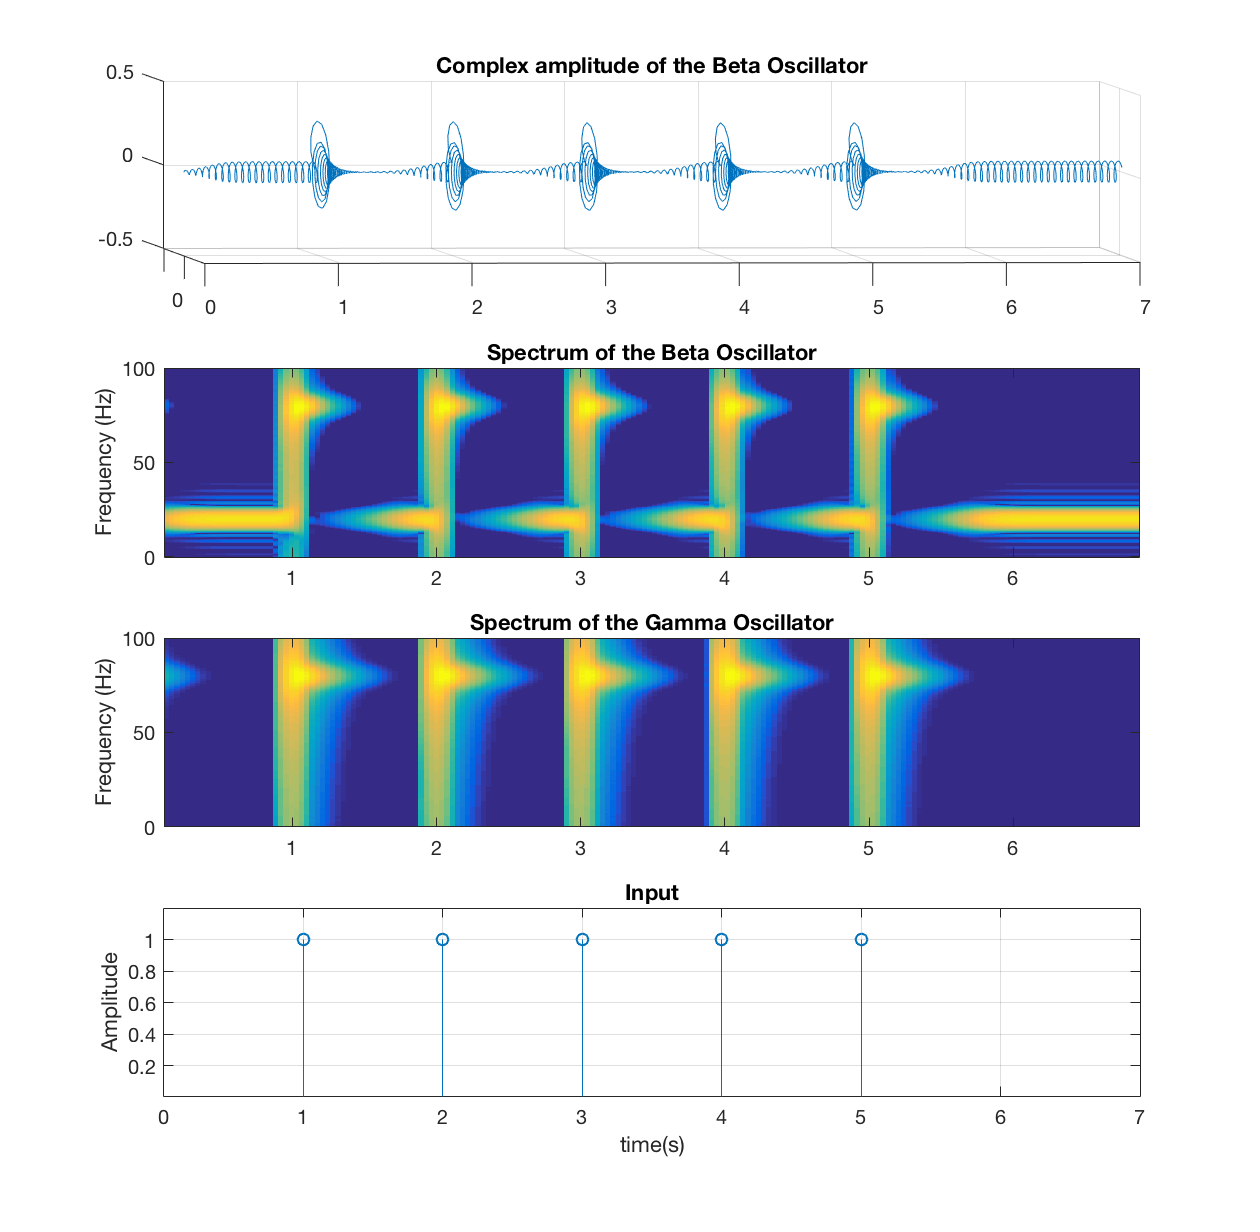 Complex amplitude of the Beta Oscillator
0.5
0
-0.5
0
0 1 2 3 4 5 6 7
Spectrum of the Beta Oscillator
Frequency (Hz)
100
50
0
1 2 3 4 5 6
Spectrum of the Gamma Oscillator
Frequency (Hz)
100
50
0
1 2 3 4 5 6
Input
Amplitude
1
0.8
0.6
0.4
0.2
0 1 2 3 4 5 6 7
time(s)